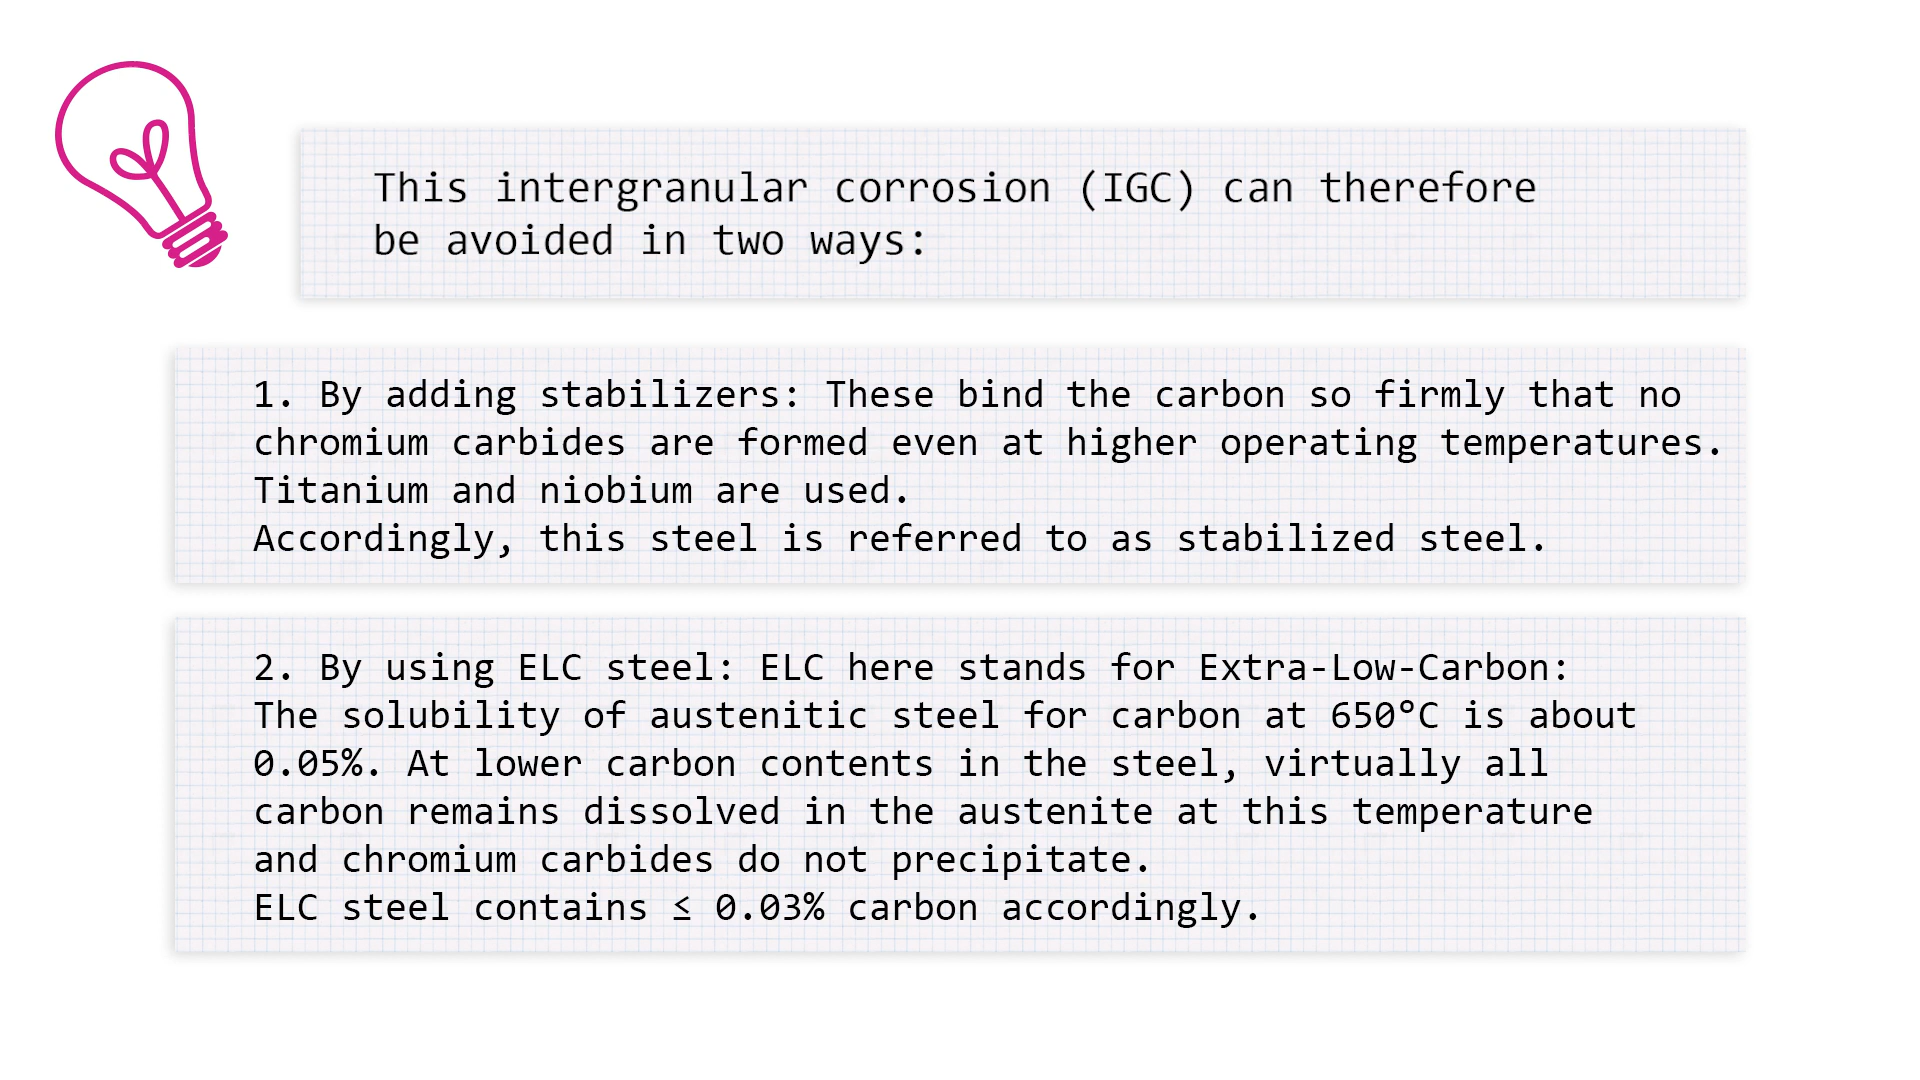 This intergranular corrosion (IGC) can therefore
be avoided in two ways:
1. By adding stabilizers: These bind the carbon so firmly that no
chromium carbides are formed even at higher operating temperatures.
Titanium and niobium are used.
Accordingly, this steel is referred to as stabilized steel.
2. By using ELC steel: ELC here stands for Extra-Low-Carbon:
The solubility of austenitic steel for carbon at 650°C is about
0.05%. At lower carbon contents in the steel, virtually all
carbon remains dissolved in the austenite at this temperature
and chromium carbides do not precipitate.
ELC steel contains ≤ 0.03% carbon accordingly.